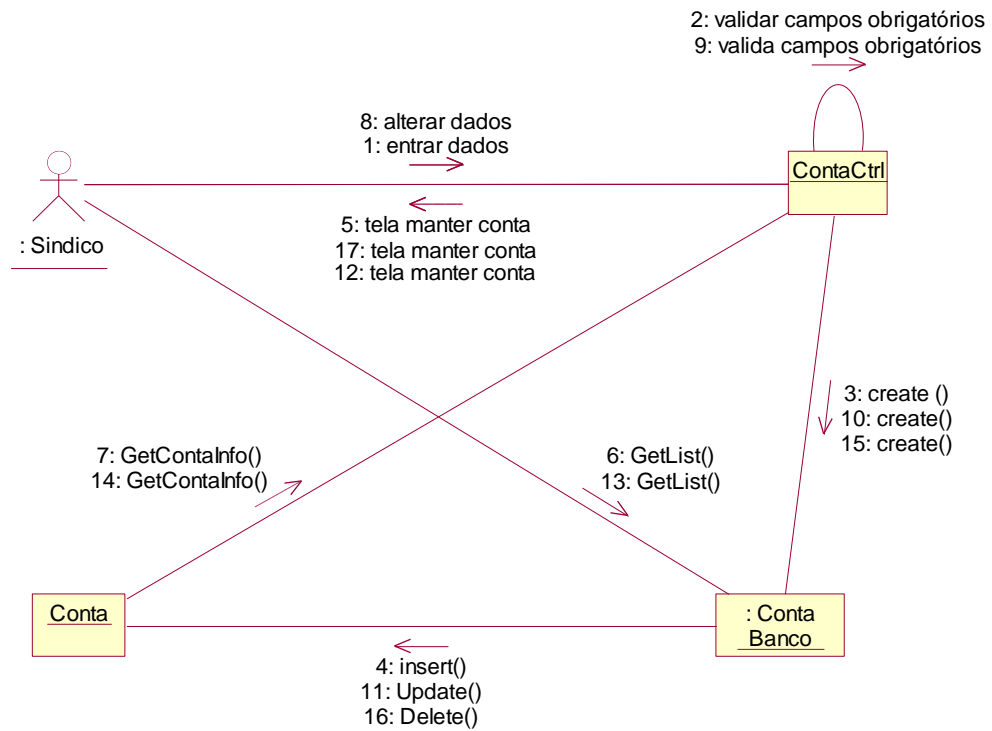 2: validar campos obrigatórios
9: valida campos obrigatórios
8: alterar dados
1: entrar dados
ContaCtrl
5: tela manter conta
17: tela manter conta
12: tela manter conta
: Sindico
3: create ()
10: create()
15: create()
7: GetContaInfo()
14: GetContaInfo()
6: GetList()
13: GetList()
Conta
: Conta
Banco
4: insert()
11: Update()
16: Delete()